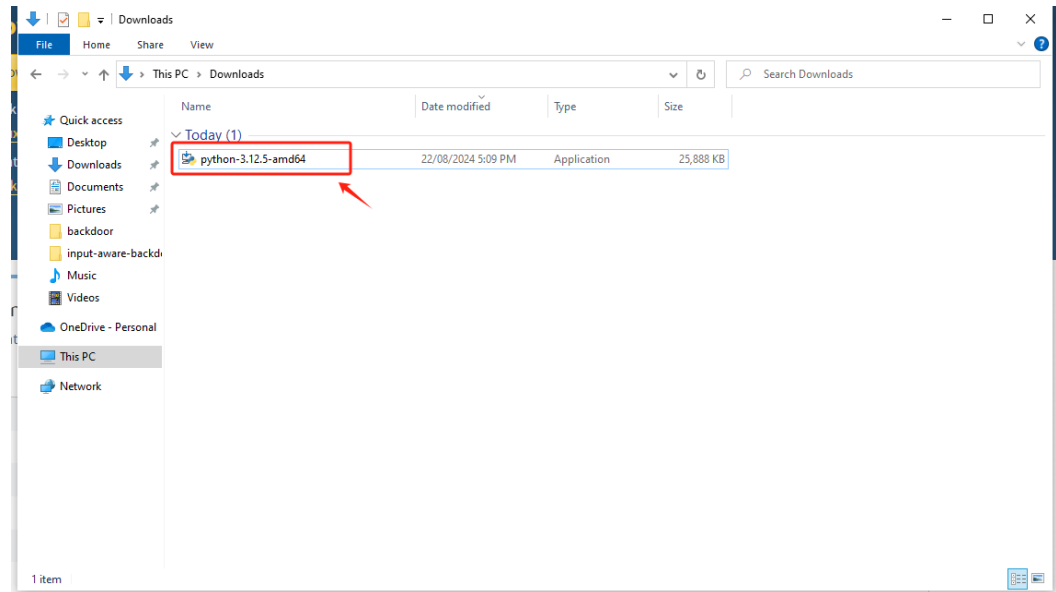 Downloads
File Home Share View
This PC > Downloads
Search Downloads
Name Date modified Type Size
Quick access
Today (1)
Desktop
python-3.12.5-amd64 22/08/2024 5:09 PM Application 25,888 KB
Downloads
Documents
Pictures
backdoor
input-aware-backd
Music
Videos
OneDrive - Personal
This PC
Network
1 item